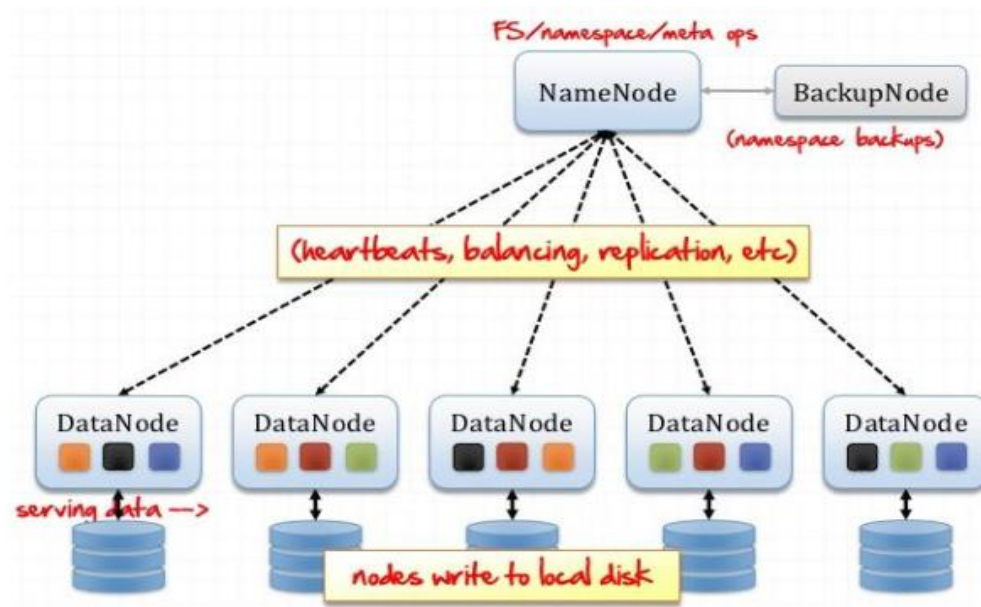 FS/namespace/meta ops
NameNode
BackupNode
(namespace backups)
(heartbeats, balancing, replication, etc)
DataNode
DataNode
DataNode
DataNode
DataNode
serving data -->
nodes write to local disk